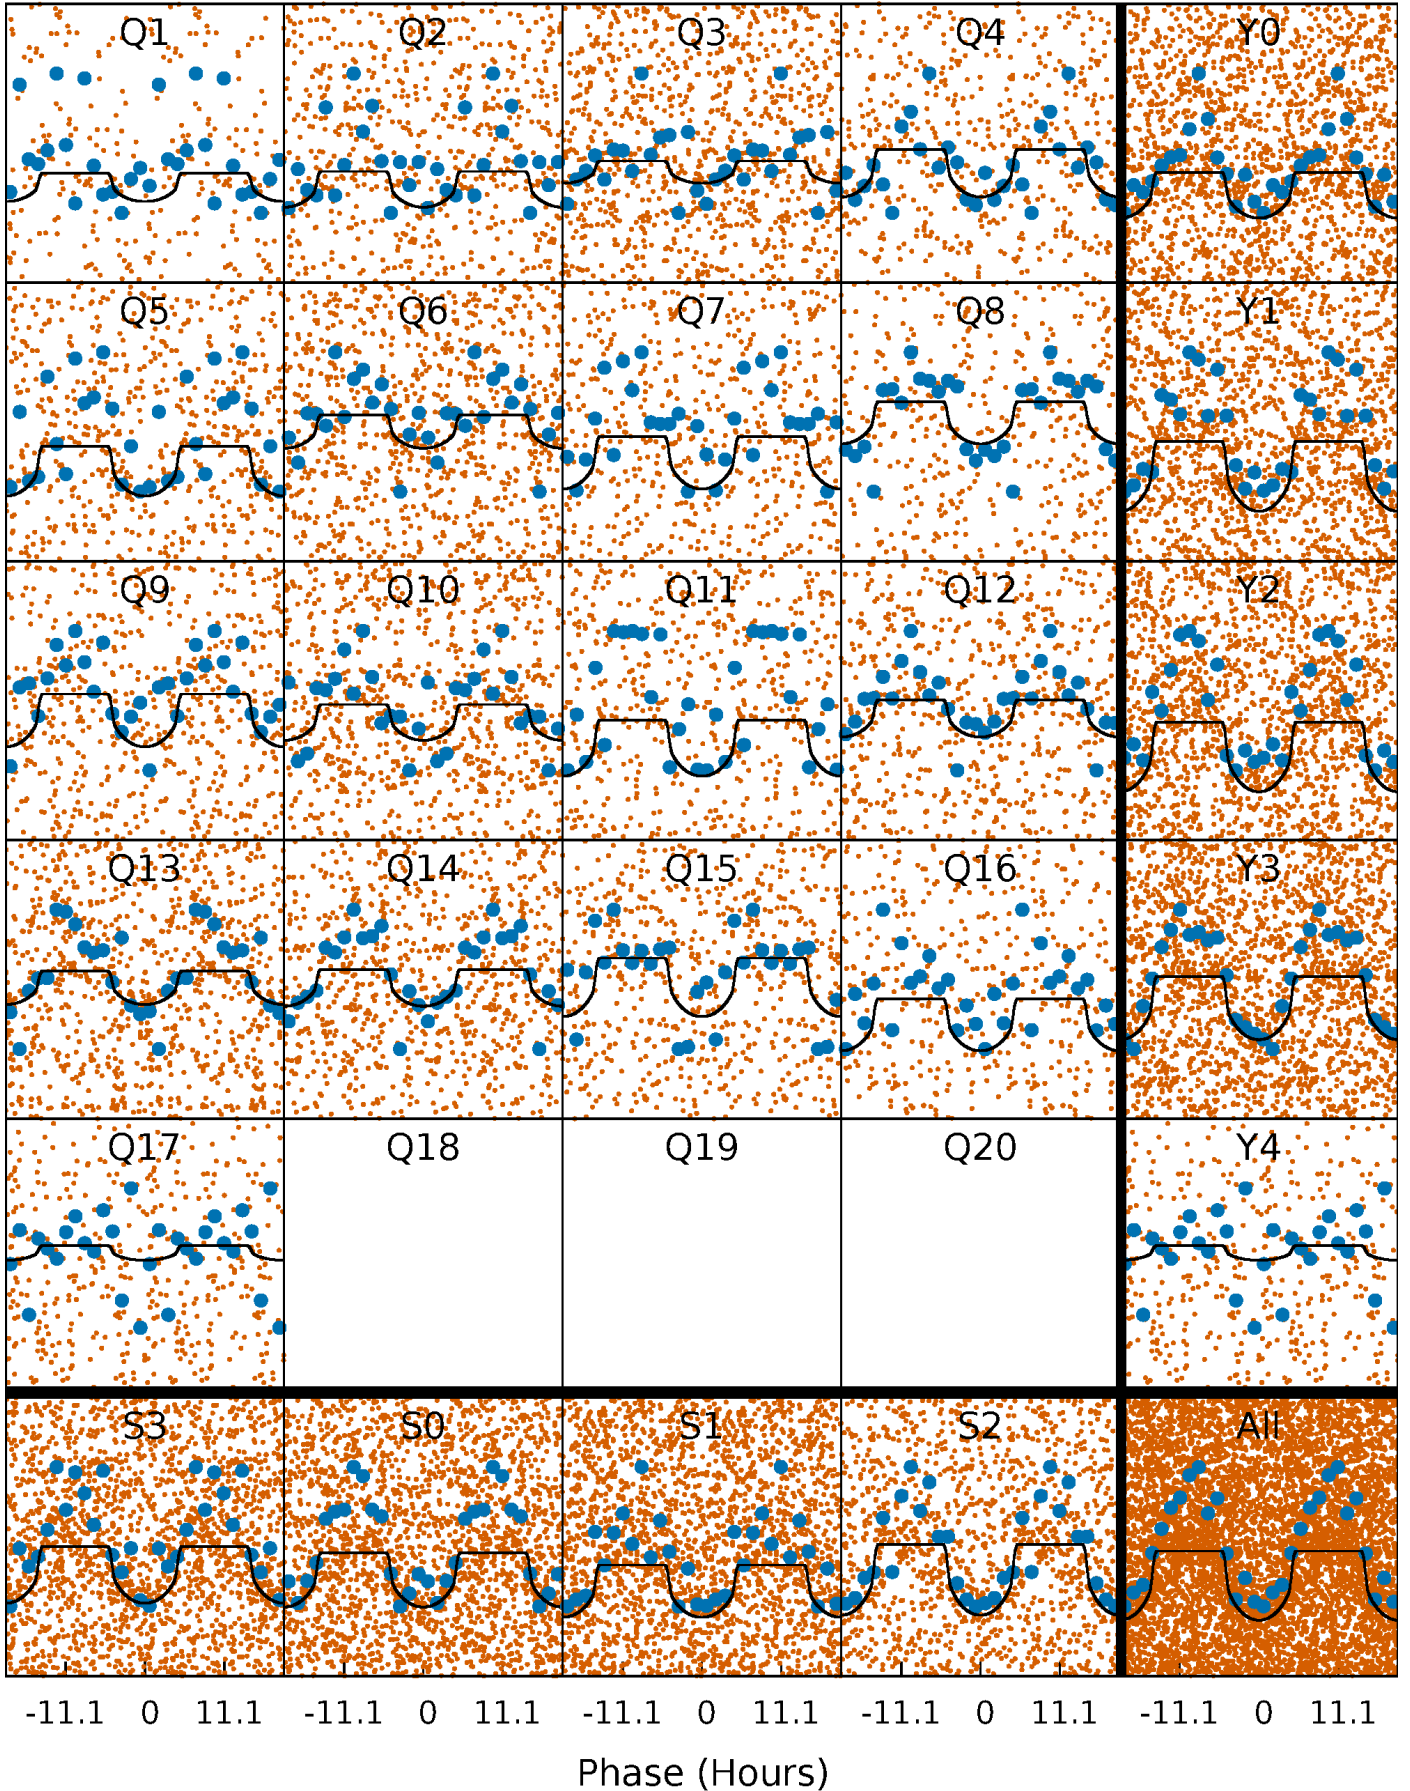 Q1 Q2 Q3 Q4 Y0
Q5 Q6 Q7 Q8 Y1
Q9 Q10 Q11 Q12 Y2
Q13 Q14 Q15 Q16 Y3
Q17 Q18 Q19 Q20 Y4
S3 S0 S1 S2 All
-11.1 0 11.1 -11.1 0 11.1 -11.1 0 11.1 -11.1 0 11.1 -11.1 0 11.1
Phase (Hours)